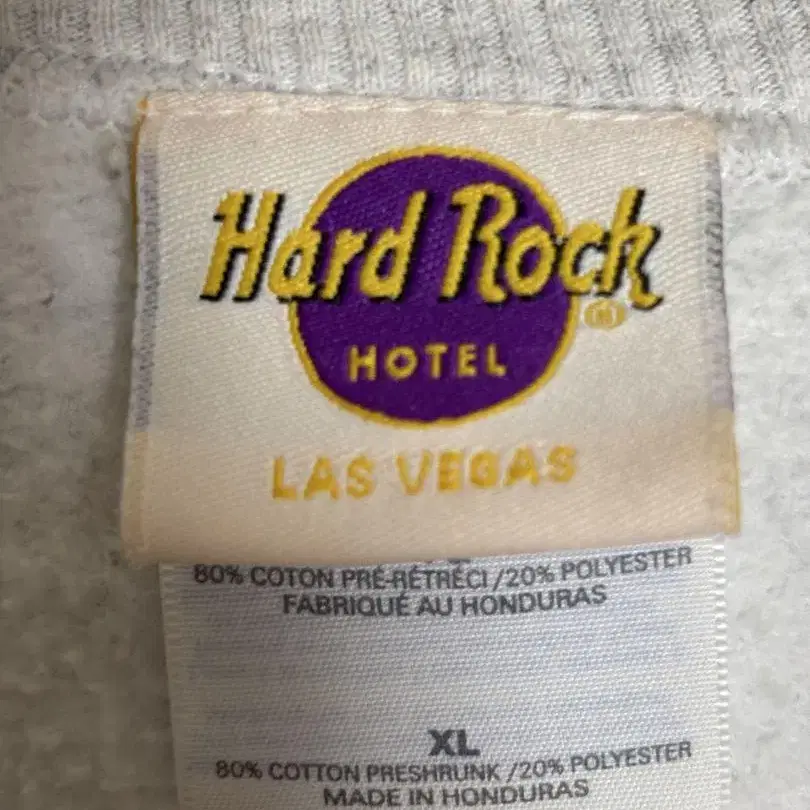 Hard Rock
®
HOTEL
LAS VEGAS
80% COTON PRÉ-RÉTRÉCI /20% POLYESTER
FABRIQUÉ AU HONDURAS
XL
80% COTTON PRESHRUNK /20% POLYESTER
MADE IN HONDURAS